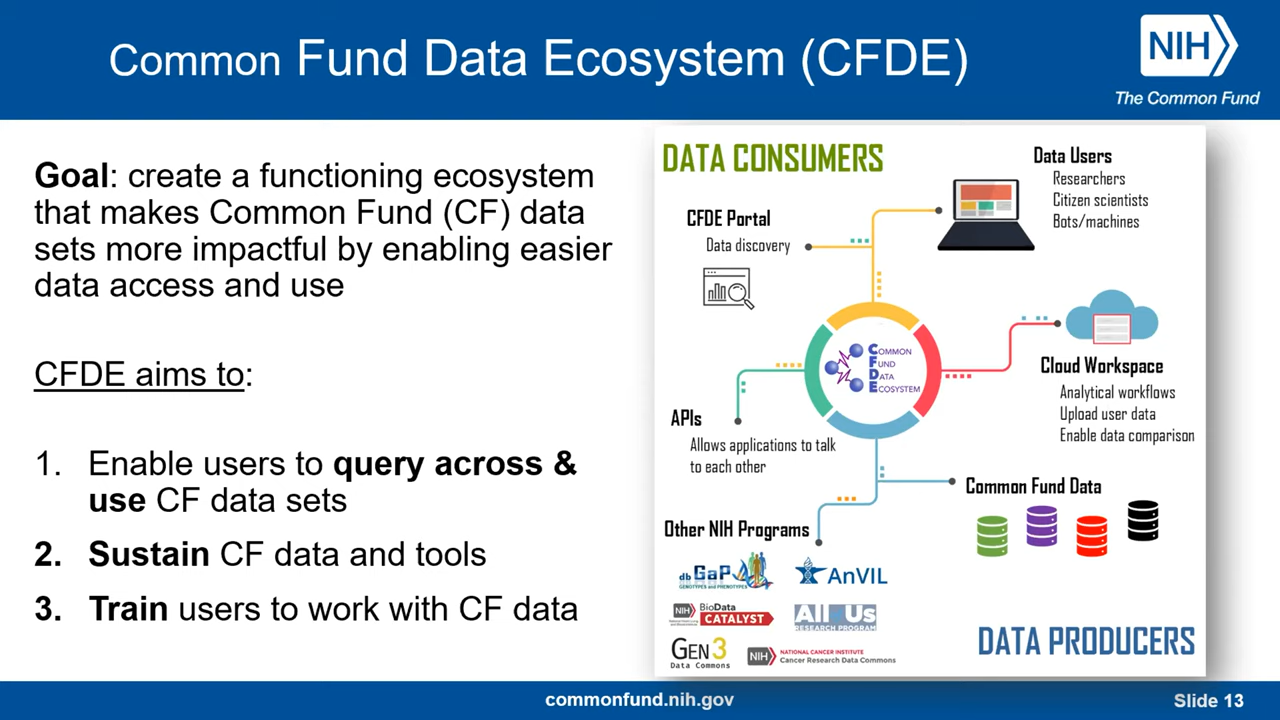 Common Fund Data Ecosystem (CFDE)
NIH
The Common Fund
Goal: create a functioning ecosystem
that makes Common Fund (CF) data
sets more impactful by enabling easier
data access and use
CFDE aims to:
1. Enable users to query across &
use CF data sets
2. Sustain CF data and tools
3. Train users to work with CF data
DATA CONSUMERS
Data Users
Researchers
Citizen scientists
Bots/machines
CFDE Portal
Data discovery
COMMON
FUND
DATA
ECOSYSTEM
Cloud Workspace
Analytical workflows
Upload user data
Enable data comparison
APIs
Allows applications to talk
to each other
Common Fund Data
Other NIH Programs
dbGaP
GENOTYPES and PHENOTYPES
AnVIL
NIH
BioData
CATALYST
All of Us
RESEARCH PROGRAM
GEN3
Data Commons
NIH
NATIONAL CANCER INSTITUTE
Cancer Research Data Commons
DATA PRODUCERS
commonfund.nih.gov
Slide 13